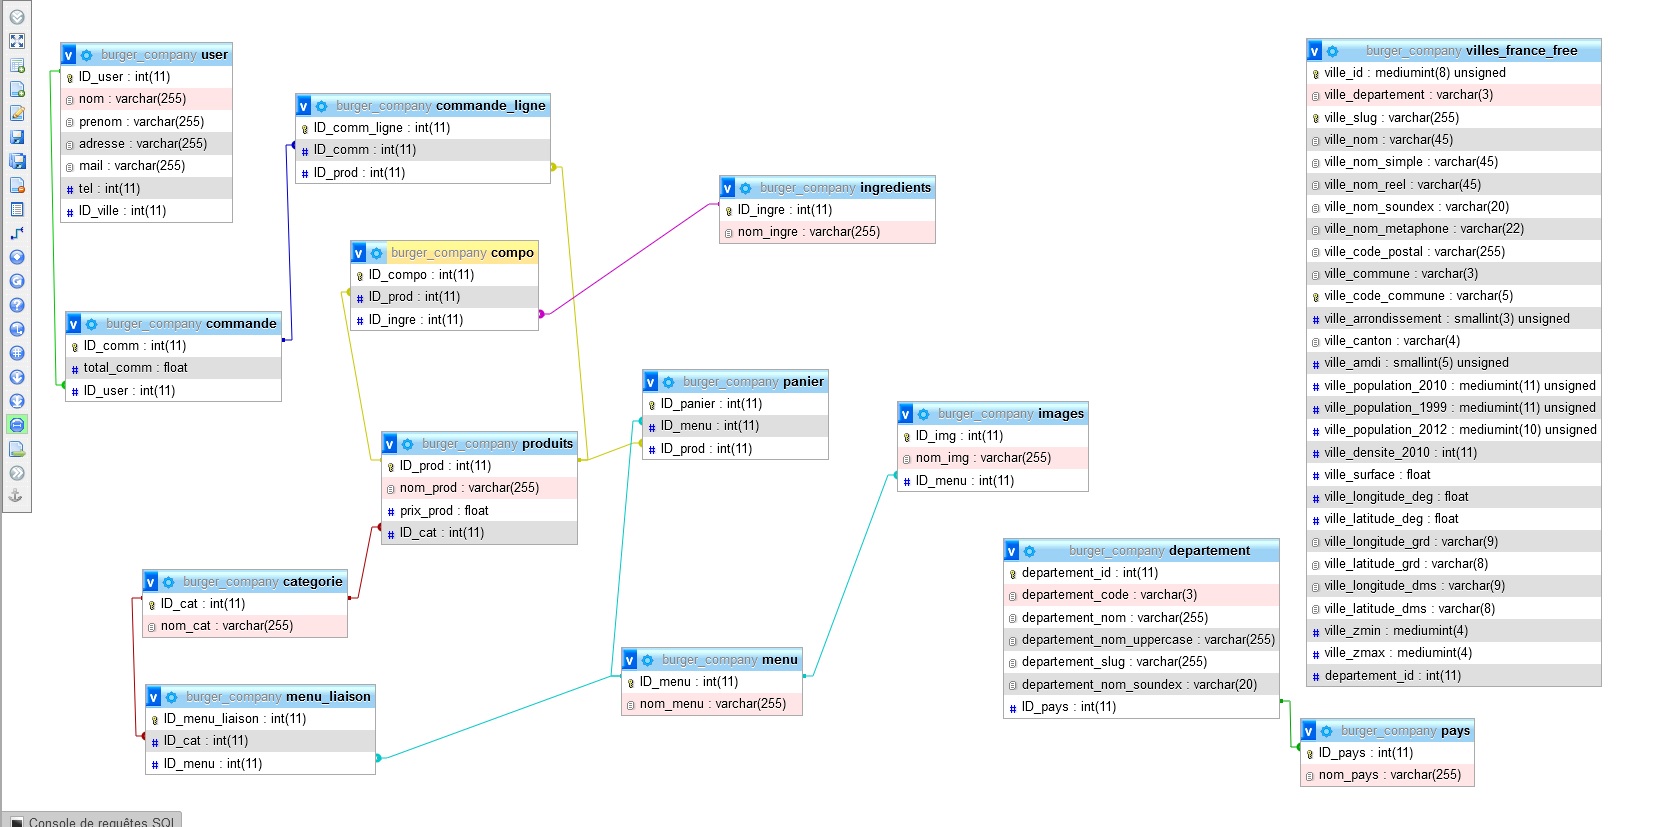 burger_company user
ID_user : int(11)
nom : varchar(255)
prenom : varchar(255)
adresse : varchar(255)
mail : varchar(255)
tel : int(11)
ID_ville : int(11)
burger_company commande_ligne
ID_comm_ligne : int(11)
ID_comm : int(11)
ID_prod : int(11)
burger_company ingredients
ID_ingre : int(11)
nom_ingre : varchar(255)
burger_company compo
ID_compo : int(11)
ID_prod : int(11)
ID_ingre : int(11)
burger_company commande
ID_comm : int(11)
total_comm : float
ID_user : int(11)
burger_company panier
ID_panier : int(11)
ID_menu : int(11)
ID_prod : int(11)
burger_company images
ID_img : int(11)
nom_img : varchar(255)
ID_menu : int(11)
burger_company produits
ID_prod : int(11)
nom_prod : varchar(255)
prix_prod : float
ID_cat : int(11)
burger_company categorie
ID_cat : int(11)
nom_cat : varchar(255)
burger_company menu_liaison
ID_menu_liaison : int(11)
ID_cat : int(11)
ID_menu : int(11)
burger_company menu
ID_menu : int(11)
nom_menu : varchar(255)
burger_company departement
departement_id : int(11)
departement_code : varchar(3)
departement_nom : varchar(255)
departement_nom_uppercase : varchar(255)
departement_slug : varchar(255)
departement_nom_soundex : varchar(20)
ID_pays : int(11)
burger_company villes_france_free
ville_id : mediumint(8) unsigned
ville_departement : varchar(3)
ville_slug : varchar(255)
ville_nom : varchar(45)
ville_nom_simple : varchar(45)
ville_nom_reel : varchar(45)
ville_nom_soundex : varchar(20)
ville_nom_metaphone : varchar(22)
ville_code_postal : varchar(255)
ville_commune : varchar(3)
ville_code_commune : varchar(5)
ville_arrondissement : smallint(3) unsigned
ville_canton : varchar(4)
ville_amdi : smallint(5) unsigned
ville_population_2010 : mediumint(11) unsigned
ville_population_1999 : mediumint(11) unsigned
ville_population_2012 : mediumint(10) unsigned
ville_densite_2010 : int(11)
ville_surface : float
ville_longitude_deg : float
ville_latitude_deg : float
ville_longitude_grd : varchar(9)
ville_latitude_grd : varchar(8)
ville_longitude_dms : varchar(9)
ville_latitude_dms : varchar(8)
ville_zmin : mediumint(4)
ville_zmax : mediumint(4)
departement_id : int(11)
burger_company pays
ID_pays : int(11)
nom_pays : varchar(255)
Console de requêtes SQL